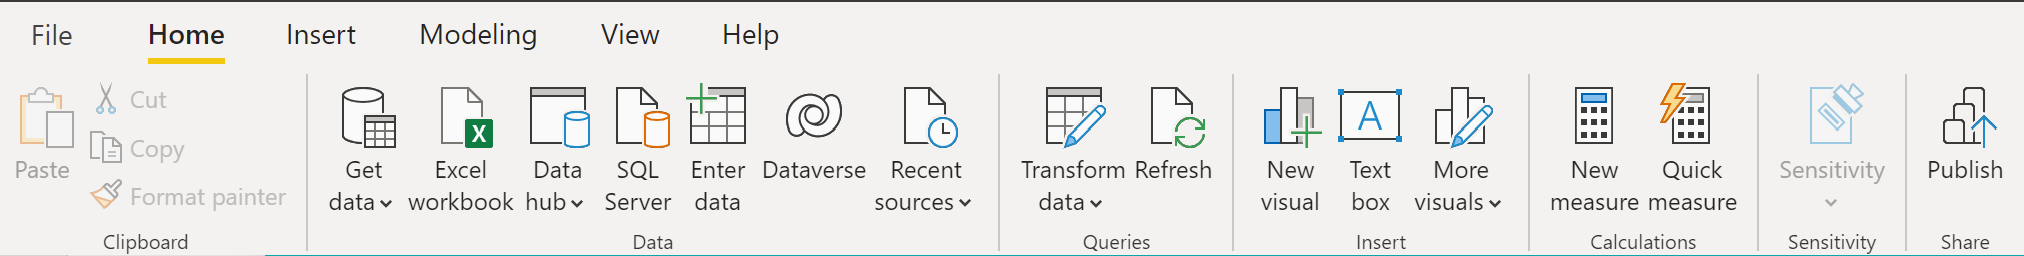 File Home Insert Modeling View Help
Paste
Cut
Copy
Format painter
Clipboard
Get
data
Excel
workbook
Data
hub
SQL
Server
Enter
data
Dataverse
Recent
sources
Data
Transform
data
Refresh
Queries
New
visual
A
Text
box
More
visuals
Insert
New
measure
Quick
measure
Calculations
Sensitivity
Sensitivity
Publish
Share